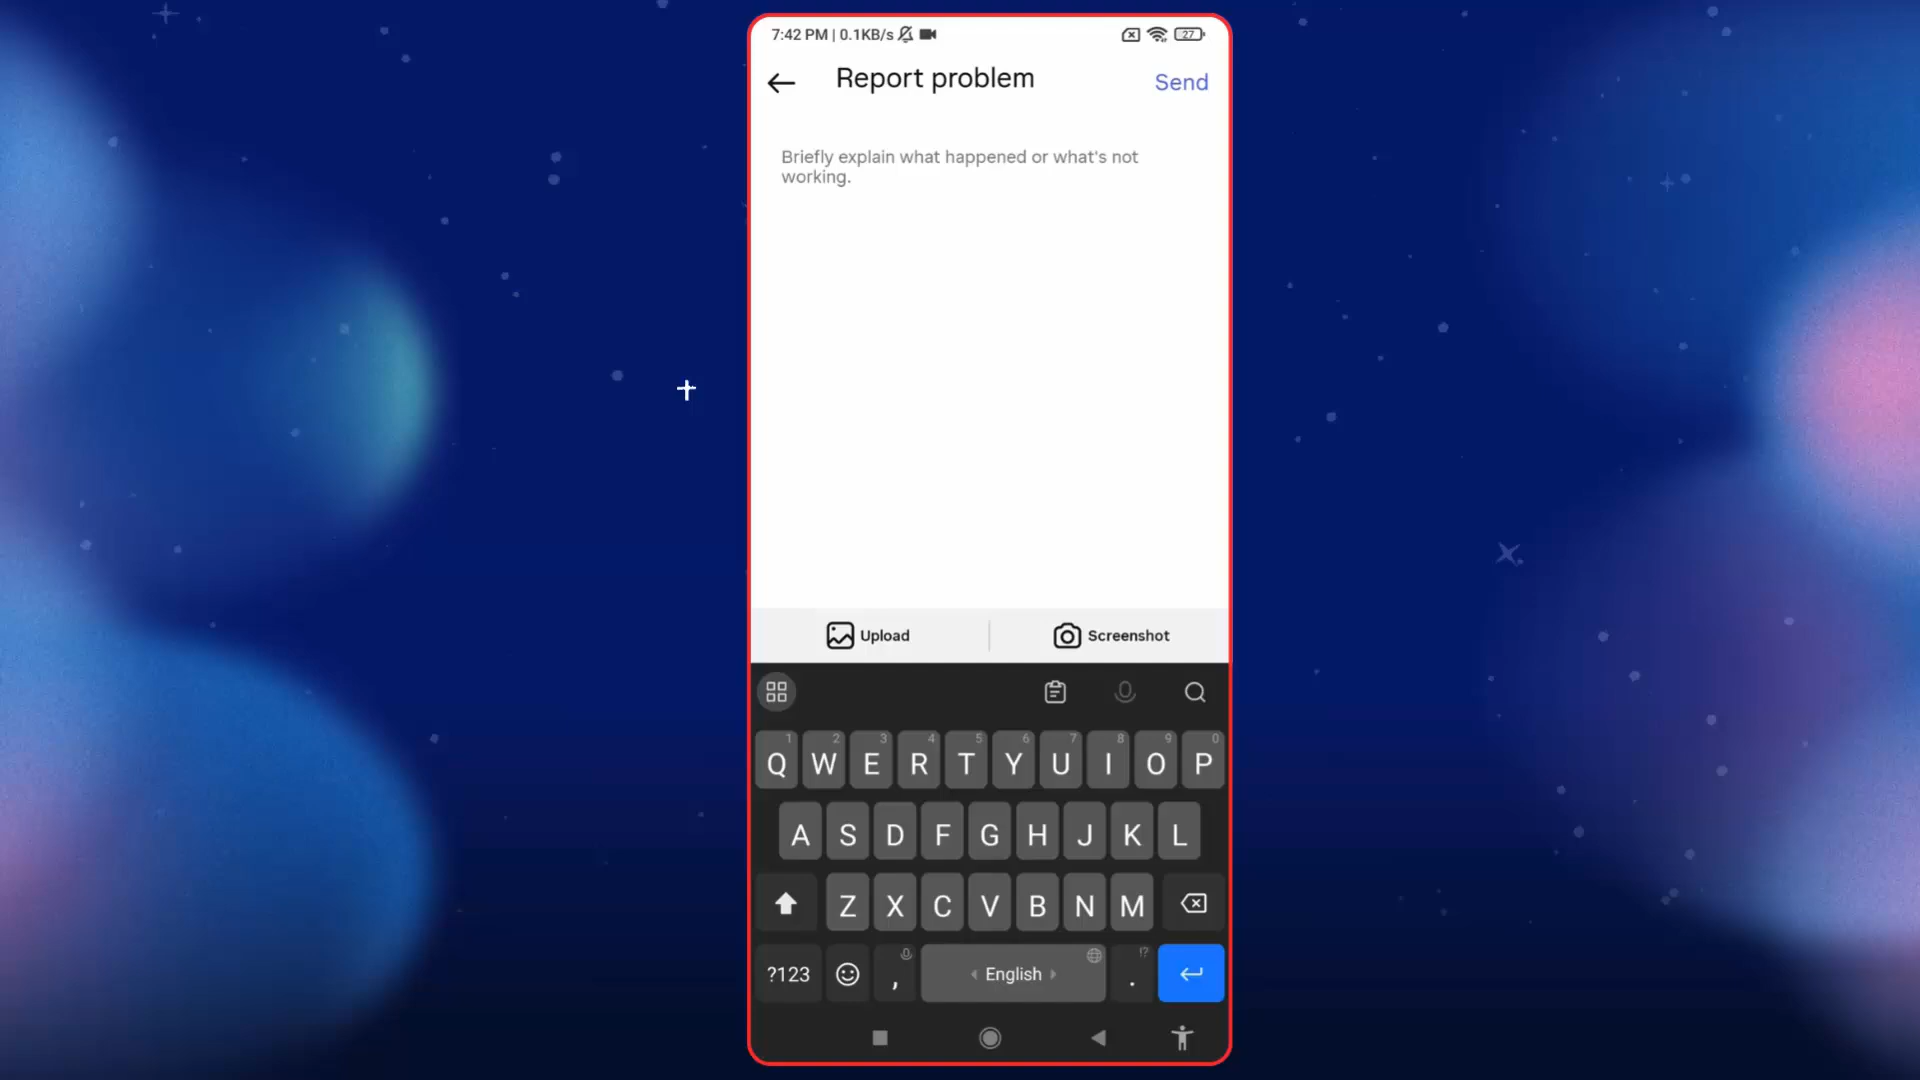 7:42 PM | 0.1KB/s 27
Report problem
Send
Briefly explain what happened or what's not
working.
Upload
Screenshot
1 2 3 4 5 6 7 8 9 0
Q W E R T Y U I O P
A S D F G H J K L
Z X C V B N M
!?
?123 , English .